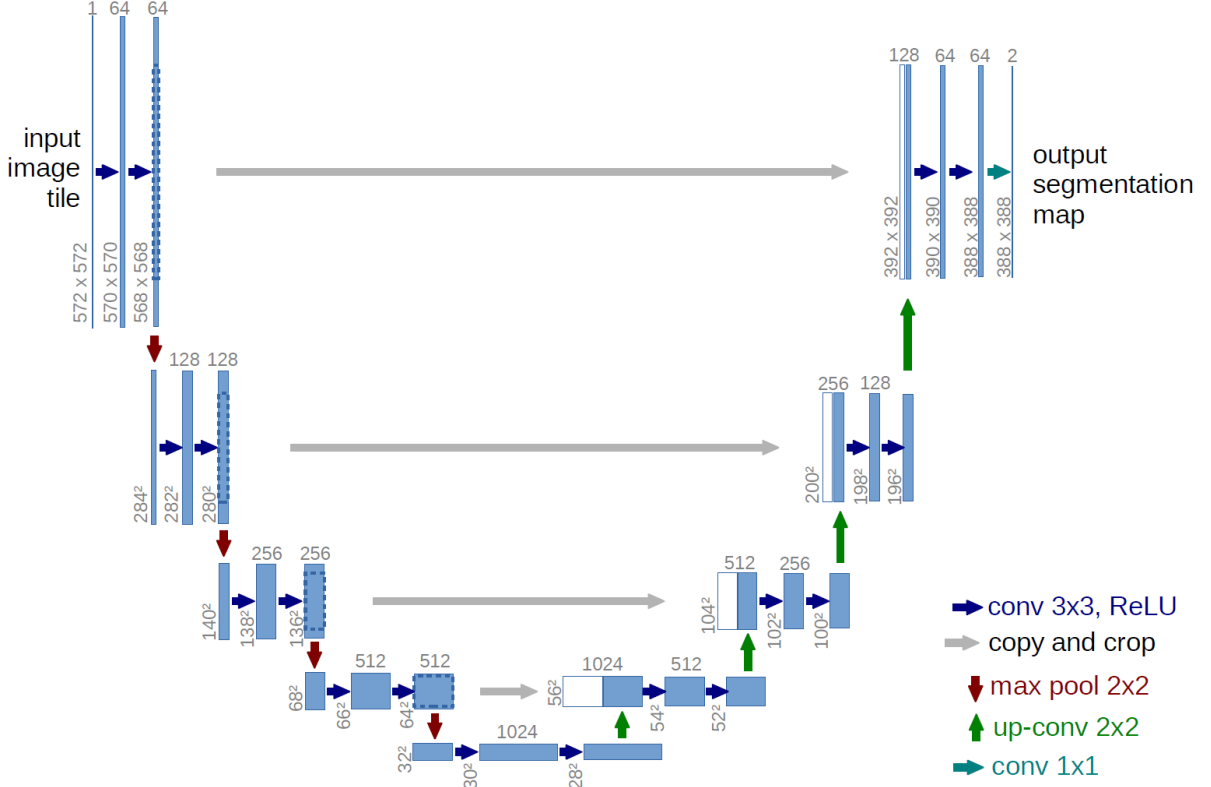 1 64 64
128 64 64 2
input
image
tile
output
segmentation
map
572 x 572
570 x 570
568 x 568
392 x 392
390 x 390
388 x 388
388 x 388
128 128
256 128
284²
282²
280²
200²
198²
196²
256 256
512 256
140²
138²
136²
104²
102²
100²
512 512
1024 512
68²
66²
64²
56²
54²
52²
1024
32²
30²
28²
conv 3x3, ReLU
copy and crop
max pool 2x2
up-conv 2x2
conv 1x1